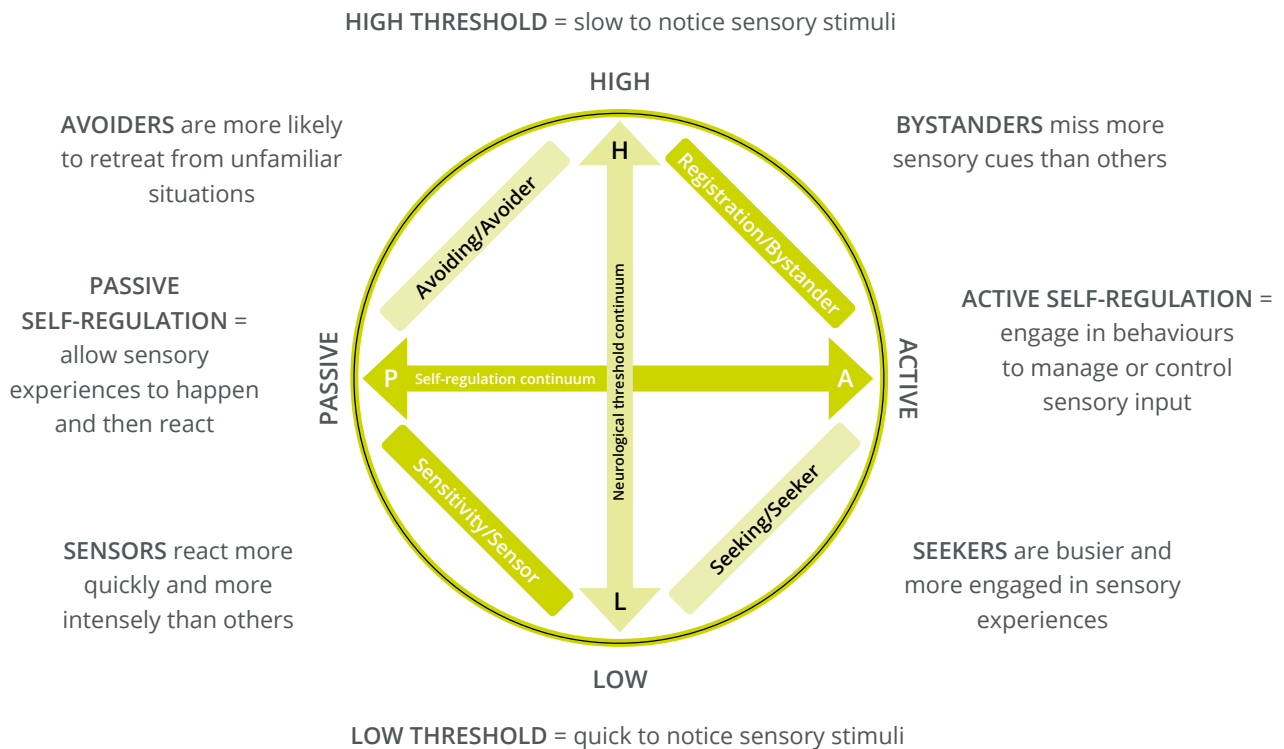 HIGH THRESHOLD = slow to notice sensory stimuli
HIGH
AVOIDERS are more likely
to retreat from unfamiliar
situations
BYSTANDERS miss more
sensory cues than others
H
Avoiding/Avoider
Registration/Bystander
PASSIVE
SELF-REGULATION =
allow sensory
experiences to happen
and then react
PASSIVE
P
Self-regulation continuum
Neurological threshold continuum
A
ACTIVE
ACTIVE SELF-REGULATION =
engage in behaviours
to manage or control
sensory input
Sensitivity/Sensor
Seeking/Seeker
L
SENSORS react more
quickly and more
intensely than others
SEEKERS are busier and
more engaged in sensory
experiences
LOW
LOW THRESHOLD = quick to notice sensory stimuli